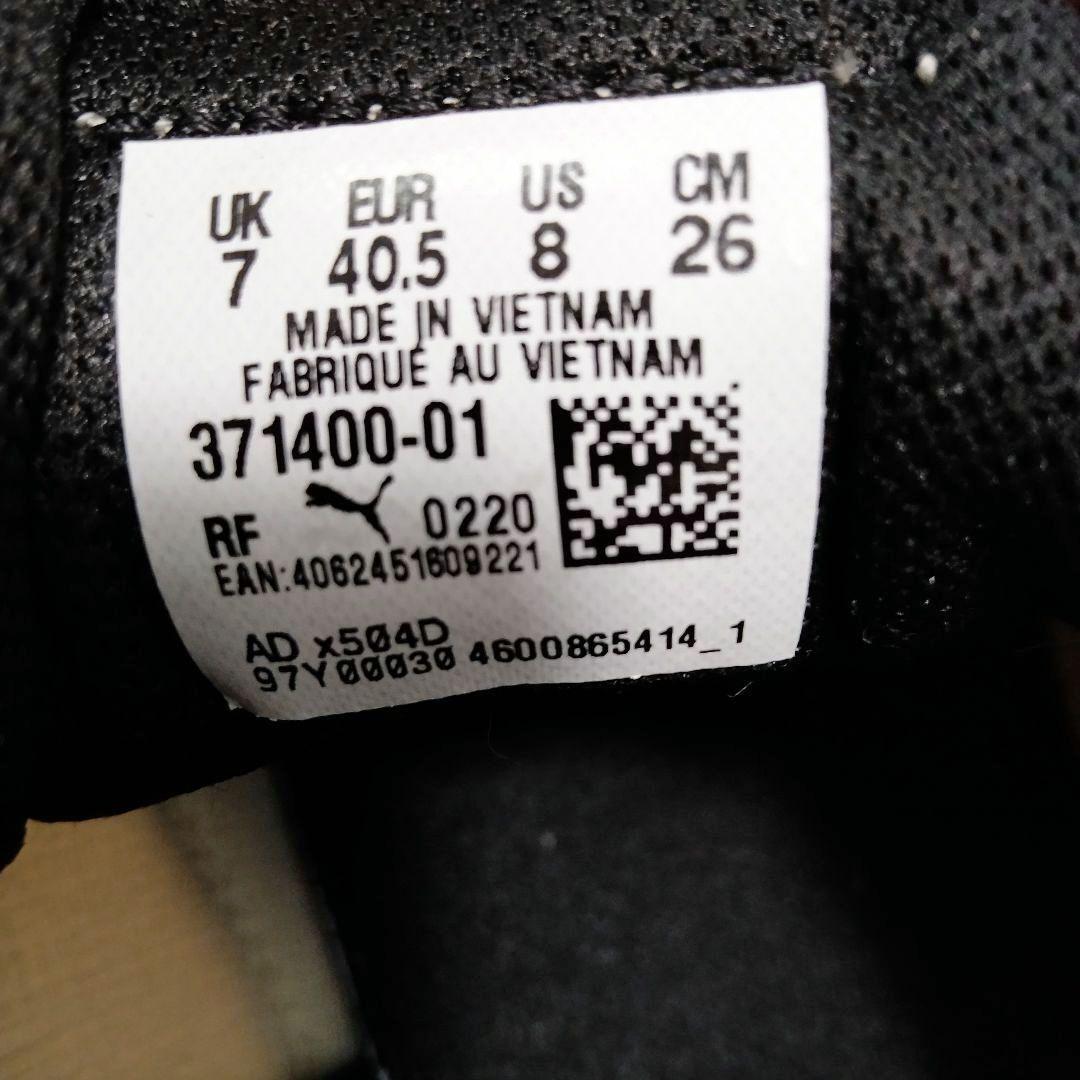 UK EUR US CM
7 40.5 8 26
MADE IN VIETNAM
FABRIQUÉ AU VIETNAM
371400-01
RF 0220
EAN:4062451609221
AD x504D
97Y00030 4600865414_1